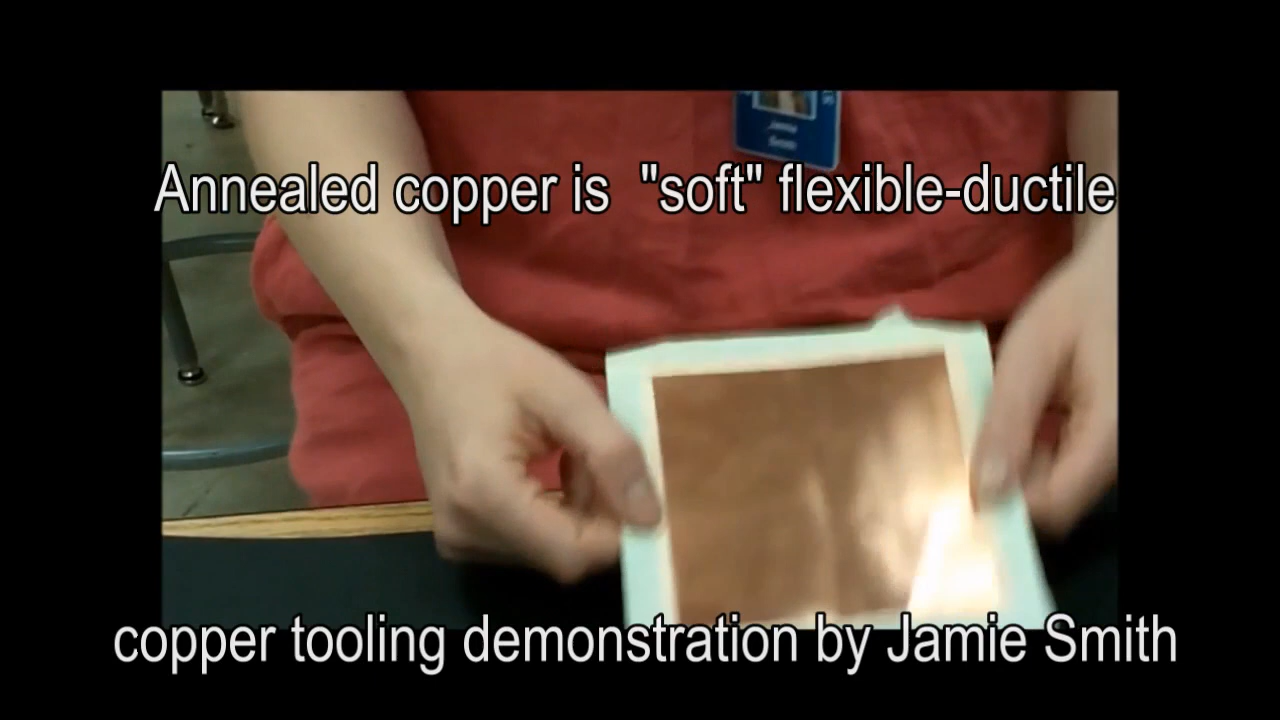 Annealed copper is  "soft" flexible-ductile
copper tooling demonstration by Jamie Smith